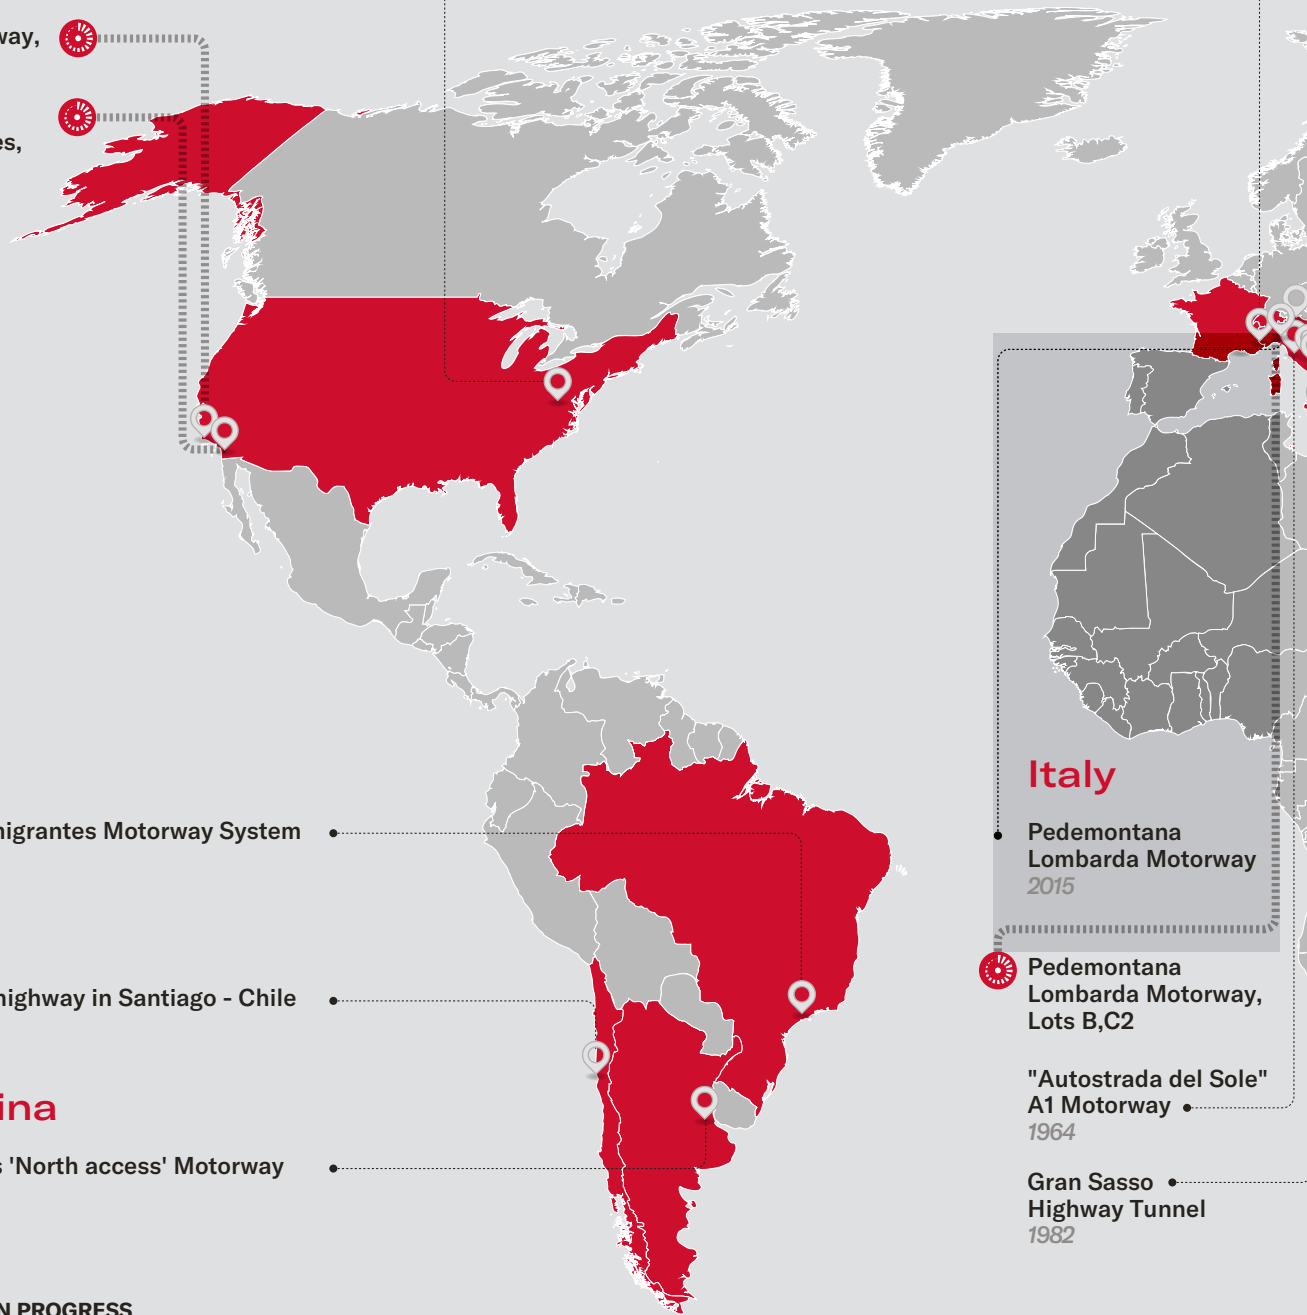 way,
es,
Italy
Pedemontana
Lombarda Motorway
2015
Pedemontana
Lombarda Motorway,
Lots B,C2
"Autostrada del Sole"
A1 Motorway
1964
Gran Sasso
Highway Tunnel
1982
migrantes Motorway System
highway in Santiago - Chile
ina
s 'North access' Motorway
N PROGRESS